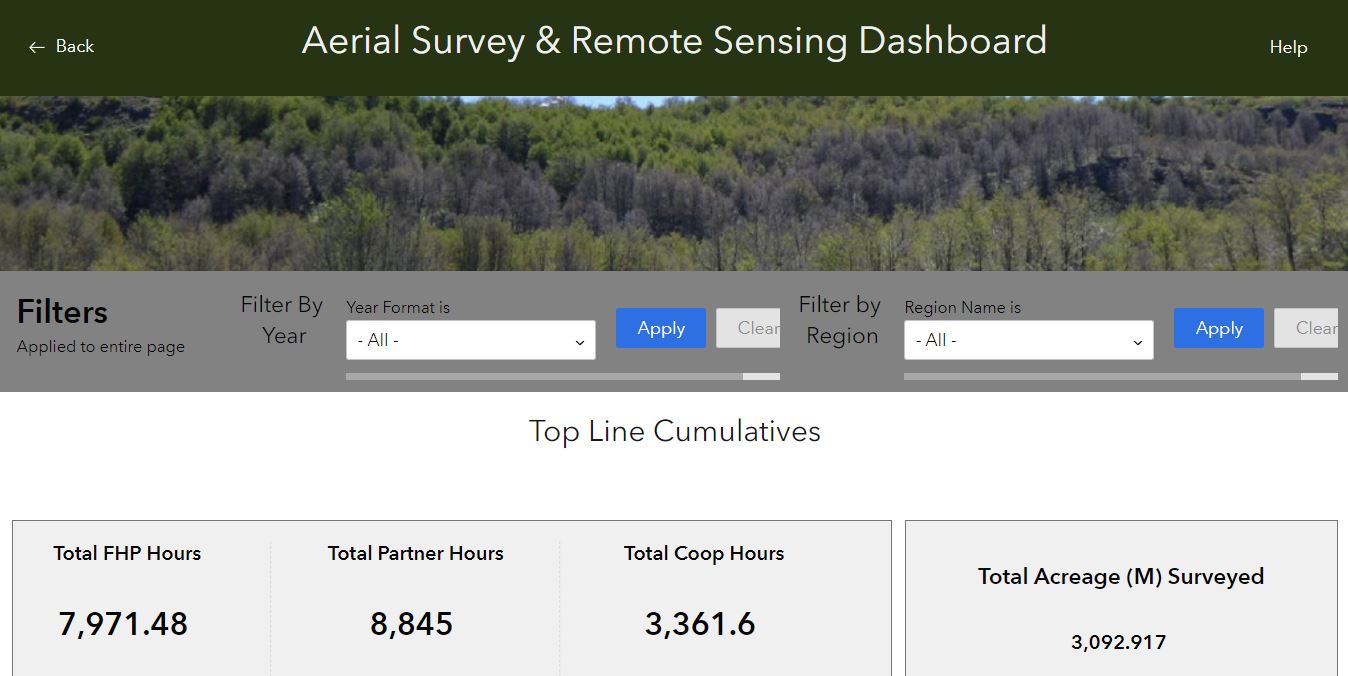 ← Back
Aerial Survey & Remote Sensing Dashboard
Help
Filters
Applied to entire page
Filter By
Year
Year Format is
- All -
Apply
Clear
Filter by
Region
Region Name is
- All -
Apply
Clear
Top Line Cumulatives
Total FHP Hours
7,971.48
Total Partner Hours
8,845
Total Coop Hours
3,361.6
Total Acreage (M) Surveyed
3,092.917